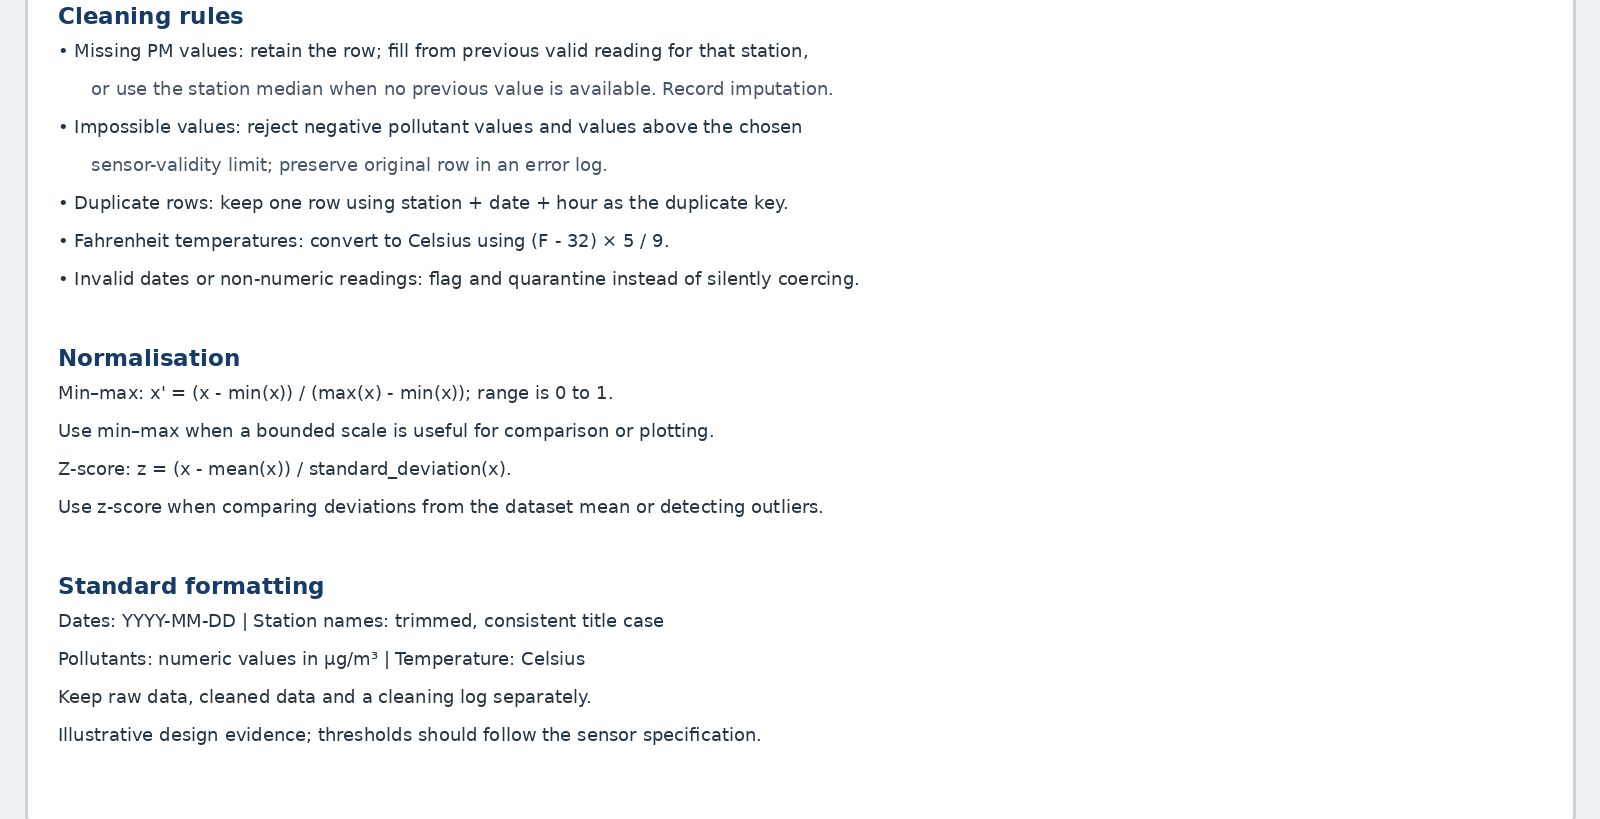 Cleaning rules
• Missing PM values: retain the row; fill from previous valid reading for that station,
or use the station median when no previous value is available. Record imputation.
• Impossible values: reject negative pollutant values and values above the chosen
sensor-validity limit; preserve original row in an error log.
• Duplicate rows: keep one row using station + date + hour as the duplicate key.
• Fahrenheit temperatures: convert to Celsius using (F - 32) × 5 / 9.
• Invalid dates or non-numeric readings: flag and quarantine instead of silently coercing.
Normalisation
Min–max: x' = (x - min(x)) / (max(x) - min(x)); range is 0 to 1.
Use min–max when a bounded scale is useful for comparison or plotting.
Z-score: z = (x - mean(x)) / standard_deviation(x).
Use z-score when comparing deviations from the dataset mean or detecting outliers.
Standard formatting
Dates: YYYY-MM-DD | Station names: trimmed, consistent title case
Pollutants: numeric values in µg/m³ | Temperature: Celsius
Keep raw data, cleaned data and a cleaning log separately.
Illustrative design evidence; thresholds should follow the sensor specification.